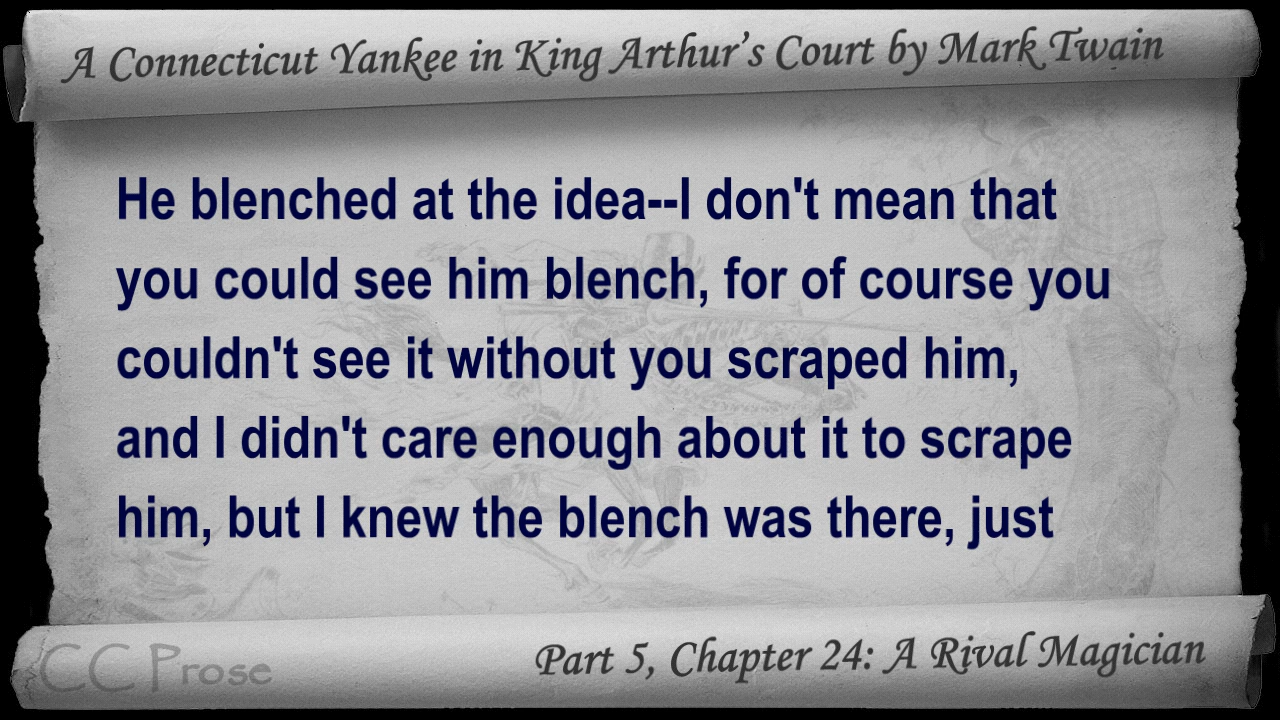 A Connecticut Yankee in King Arthur's Court by Mark Twain
He blenched at the idea--I don't mean that
you could see him blench, for of course you
couldn't see it without you scraped him,
and I didn't care enough about it to scrape
him, but I knew the blench was there, just
CC Prose
Part 5, Chapter 24: A Rival Magician